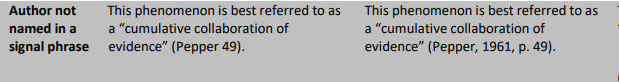 Author not
named in a
signal phrase
This phenomenon is best referred to as
a “cumulative collaboration of
evidence” (Pepper 49).
This phenomenon is best referred to as
a “cumulative collaboration of
evidence” (Pepper, 1961, p. 49).